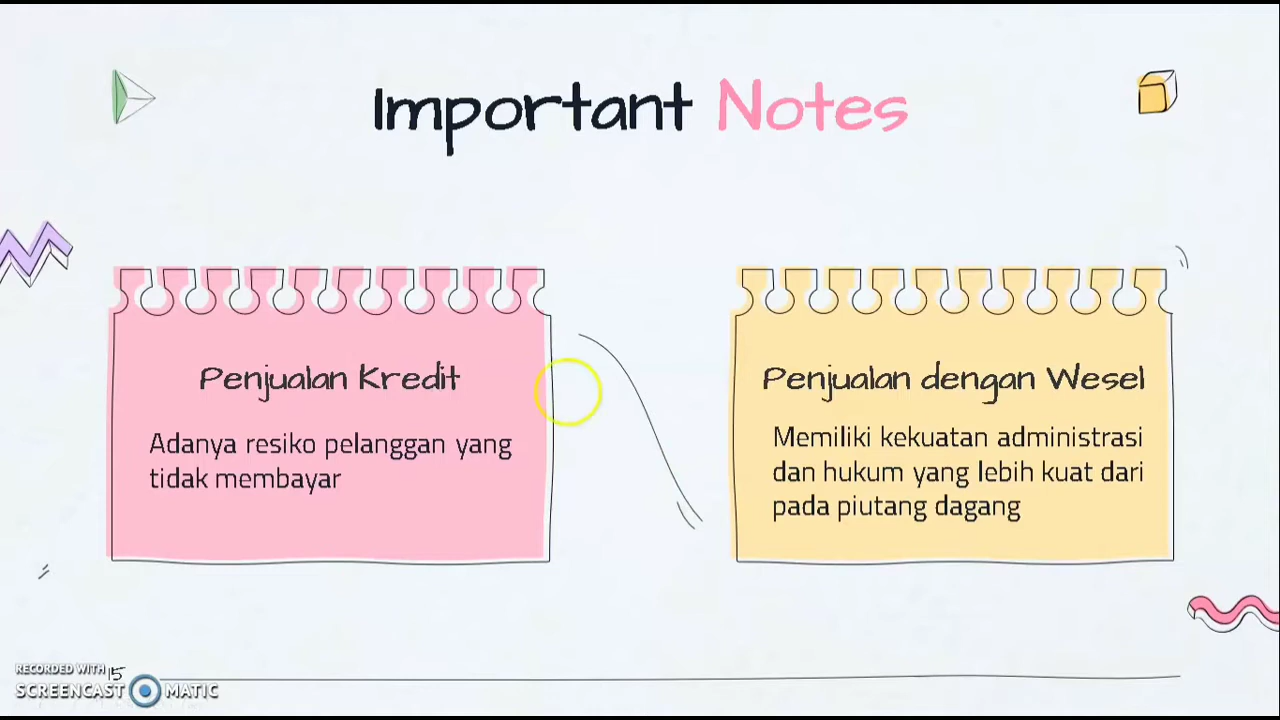 Important Notes
Penjualan Kredit
Adanya resiko pelanggan yang
tidak membayar
Penjualan dengan Wesel
Memiliki kekuatan administrasi
dan hukum yang lebih kuat dari
pada piutang dagang
RECORDED WITH
SCREENCAST MATIC
15